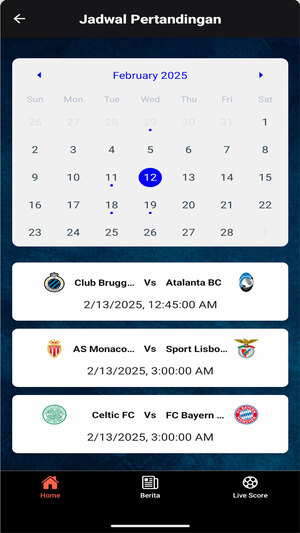 Jadwal Pertandingan
February 2025
Sun Mon Tue Wed Thu Fri Sat
26 27 28 29 30 31 1
2 3 4 5 6 7 8
9 10 11 12 13 14 15
16 17 18 19 20 21 22
23 24 25 26 27 28 1
Club Brugg... Vs Atalanta BC
2/13/2025, 12:45:00 AM
AS Monaco... Vs Sport Lisbo...
2/13/2025, 3:00:00 AM
Celtic FC Vs FC Bayern ...
2/13/2025, 3:00:00 AM
Home Berita Live Score